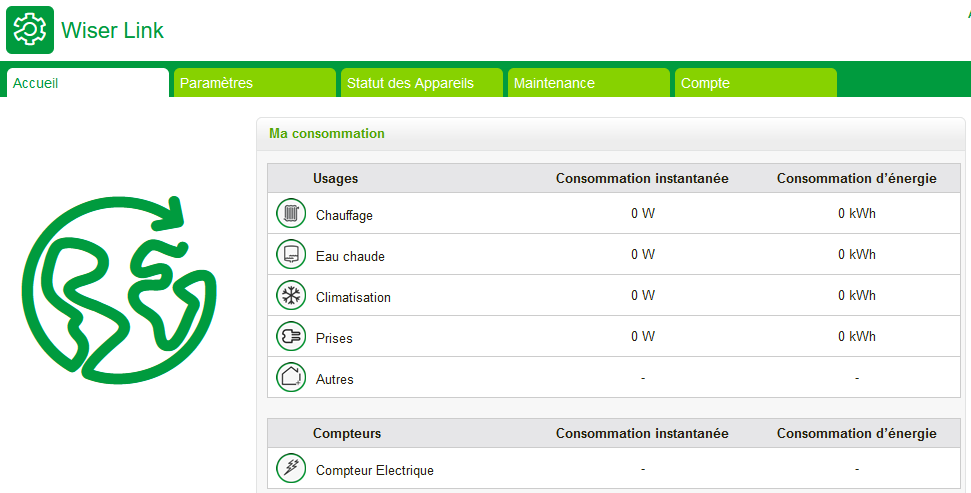 Wiser Link
Accueil Paramètres Statut des Appareils Maintenance Compte
Ma consommation
Usages Consommation instantanée Consommation d'énergie
Chauffage 0 W 0 kWh
Eau chaude 0 W 0 kWh
Climatisation 0 W 0 kWh
Prises 0 W 0 kWh
Autres - -
Compteurs Consommation instantanée Consommation d'énergie
Compteur Electrique - -